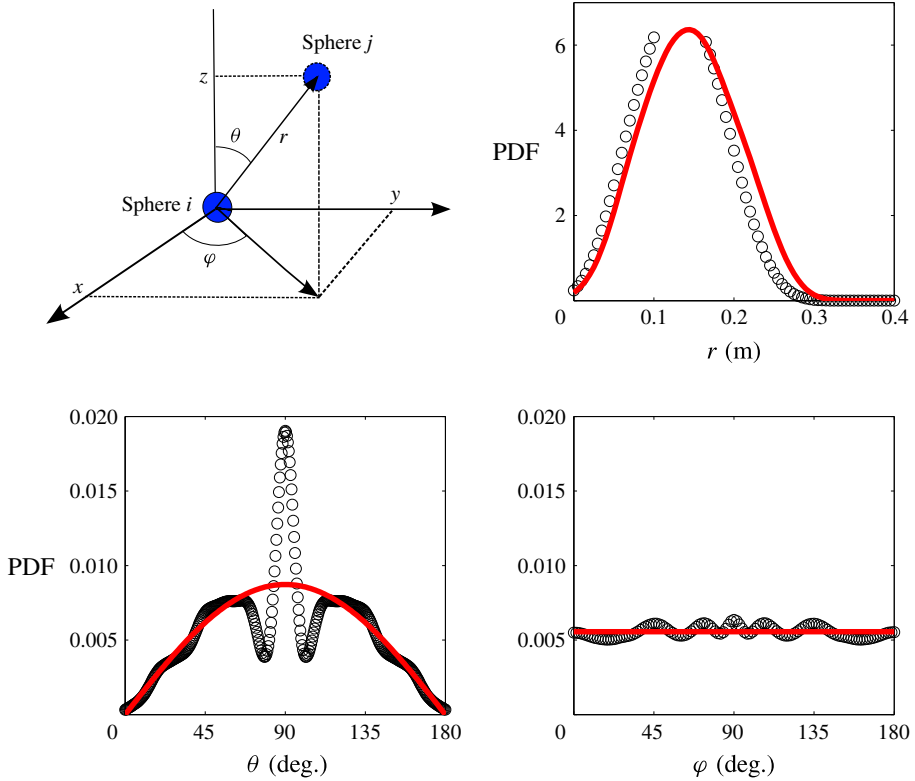 Sphere j
z
θ
r
y
Sphere i
φ
x
6
4
PDF
2
0
0.1
0.2
0.3
0.4
r (m)
0.020
0.015
PDF
0.010
0.005
0
45
90
135
180
θ (deg.)
0.020
0.015
0.010
0.005
0
45
90
135
180
φ (deg.)